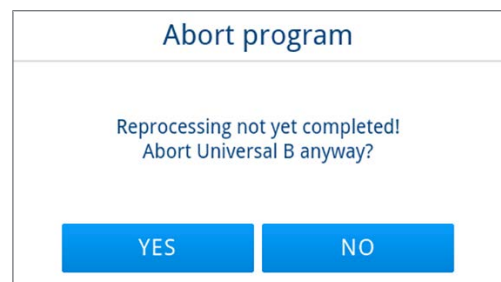 Abort program
Reprocessing not yet completed!
Abort Universal B anyway?
YES
NO